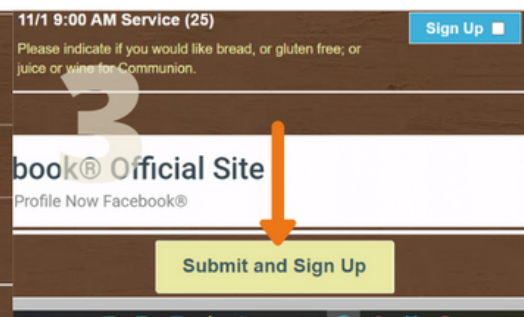 11/1 9:00 AM Service (25)
Sign Up
Please indicate if you would like bread, or gluten free; or
juice or wine for Communion.
3
book® Official Site
Profile Now Facebook®
Submit and Sign Up